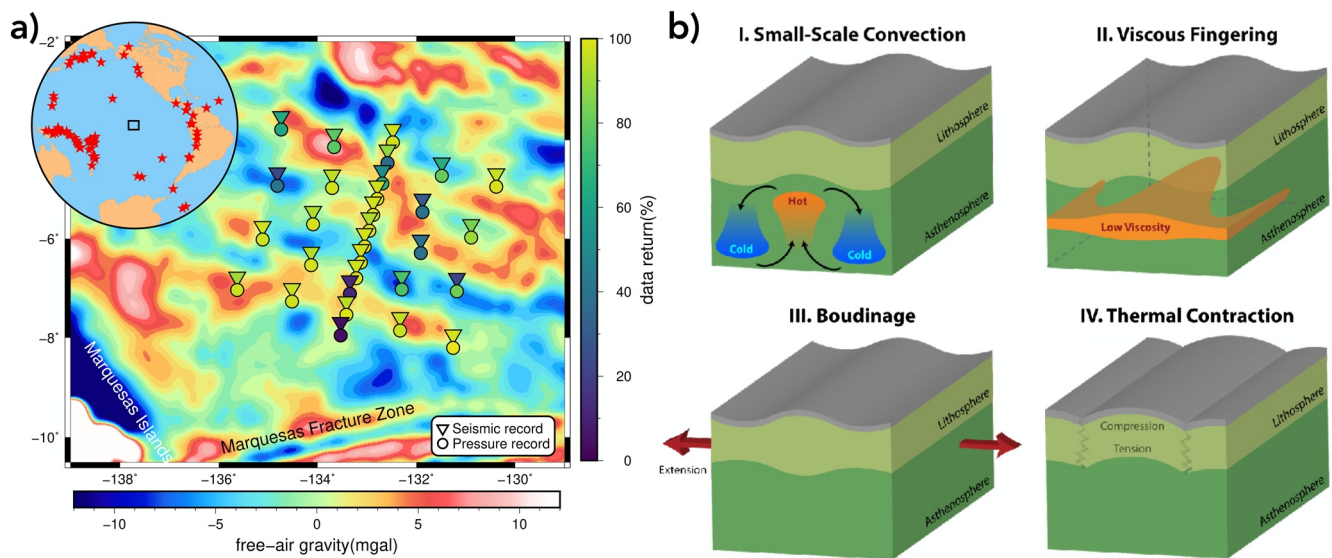 a)
−2°
−6°
−8°
−10°
−138°
−136°
−134°
−132°
−130°
Marquesas Islands
Marquesas Fracture Zone
Seismic record
Pressure record
100
80
60
40
20
0
data return(%)
−10
−5
0
5
10
free−air gravity(mgal)
b)
I. Small-Scale Convection
Lithosphere
Asthenosphere
Hot
Cold
Cold
II. Viscous Fingering
Lithosphere
Asthenosphere
Low Viscosity
III. Boudinage
Lithosphere
Asthenosphere
Extension
IV. Thermal Contraction
Compression
Tension
Lithosphere
Asthenosphere